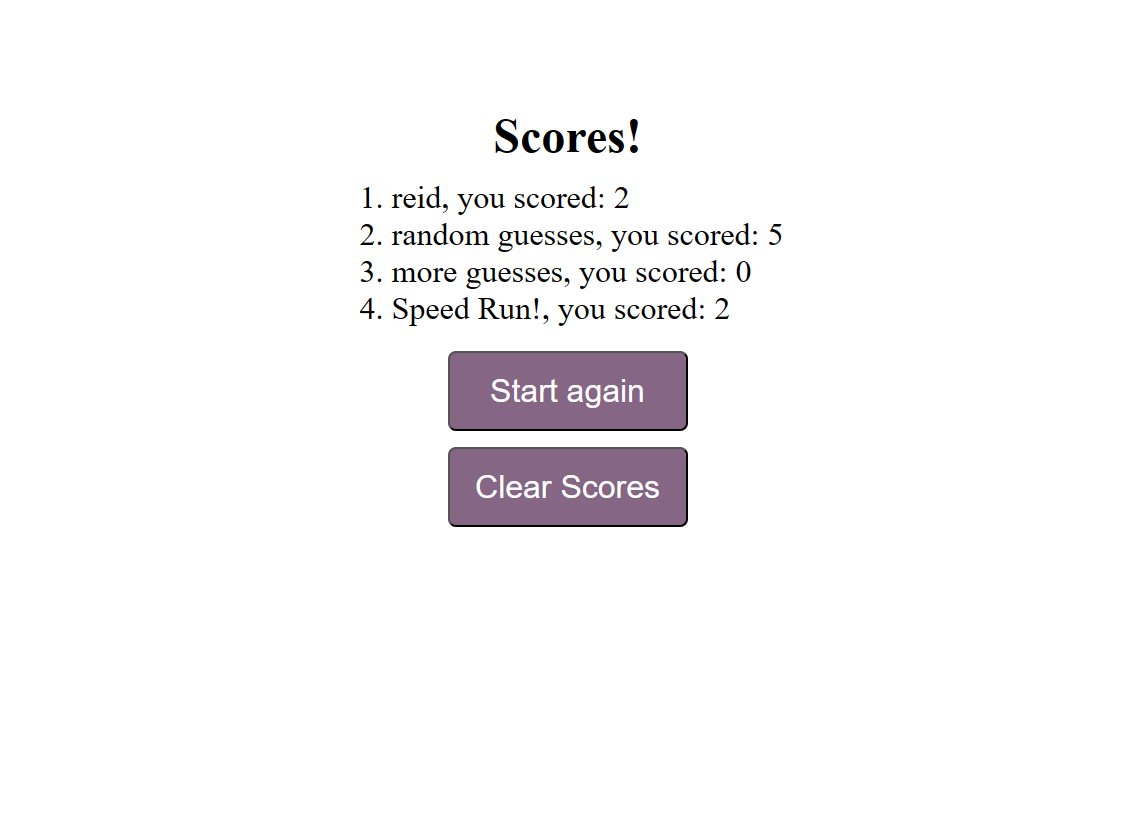 Scores!
1. reid, you scored: 2
2. random guesses, you scored: 5
3. more guesses, you scored: 0
4. Speed Run!, you scored: 2
Start again
Clear Scores